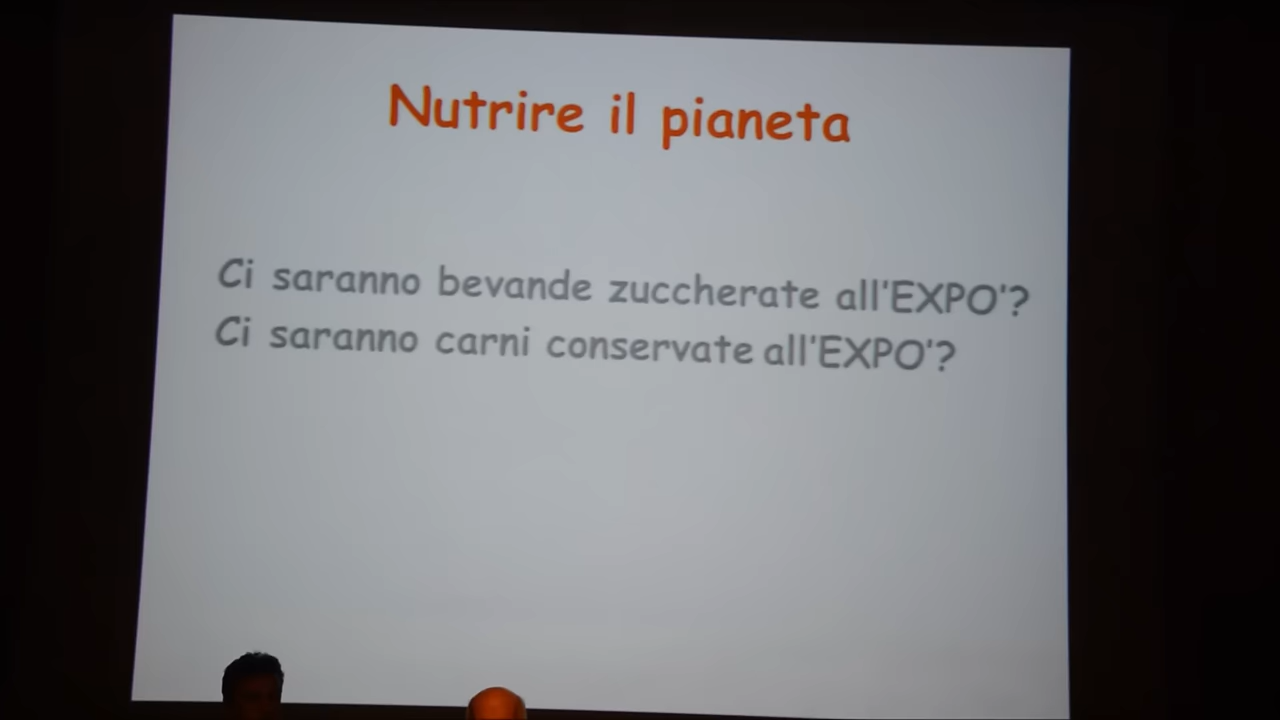 Nutrire il pianeta
Ci saranno bevande zuccherate all'EXPO'?
Ci saranno carni conservate all'EXPO'?